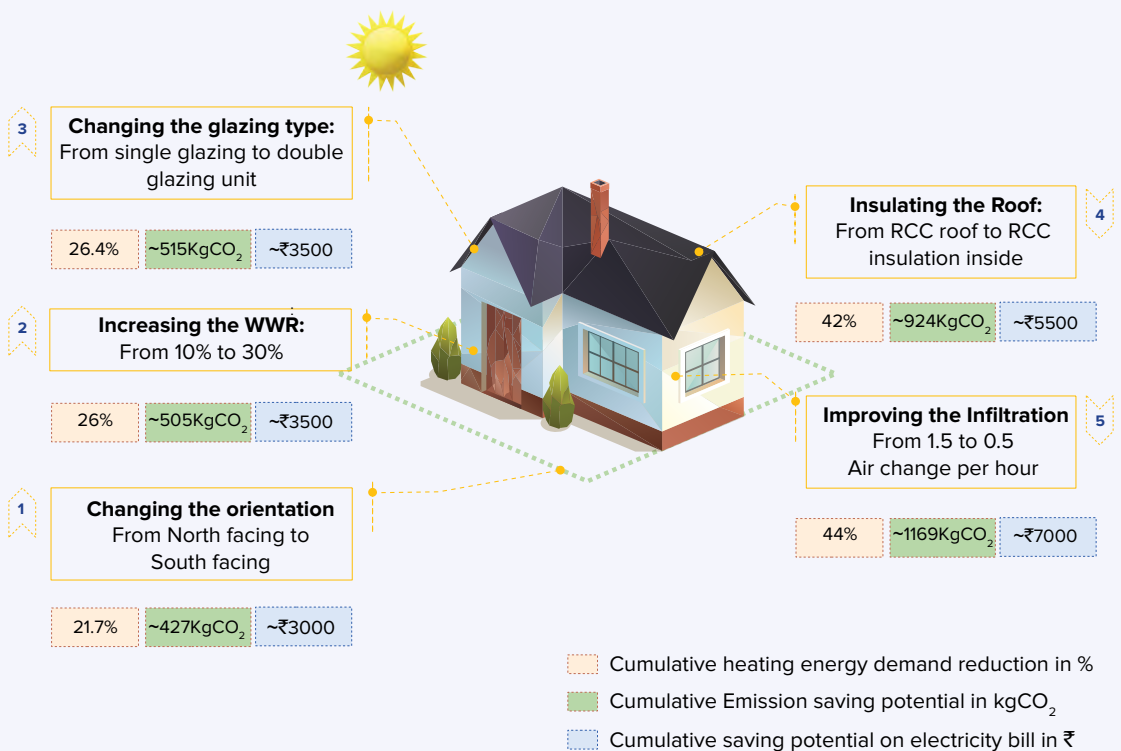 3
Changing the glazing type:
From single glazing to double
glazing unit
26.4%
~515KgCO₂
~₹3500
2
Increasing the WWR:
From 10% to 30%
26%
~505KgCO₂
~₹3500
1
Changing the orientation
From North facing to
South facing
21.7%
~427KgCO₂
~₹3000
4
Insulating the Roof:
From RCC roof to RCC
insulation inside
42%
~924KgCO₂
~₹5500
5
Improving the Infiltration
From 1.5 to 0.5
Air change per hour
44%
~1169KgCO₂
~₹7000
Cumulative heating energy demand reduction in %
Cumulative Emission saving potential in kgCO₂
Cumulative saving potential on electricity bill in ₹